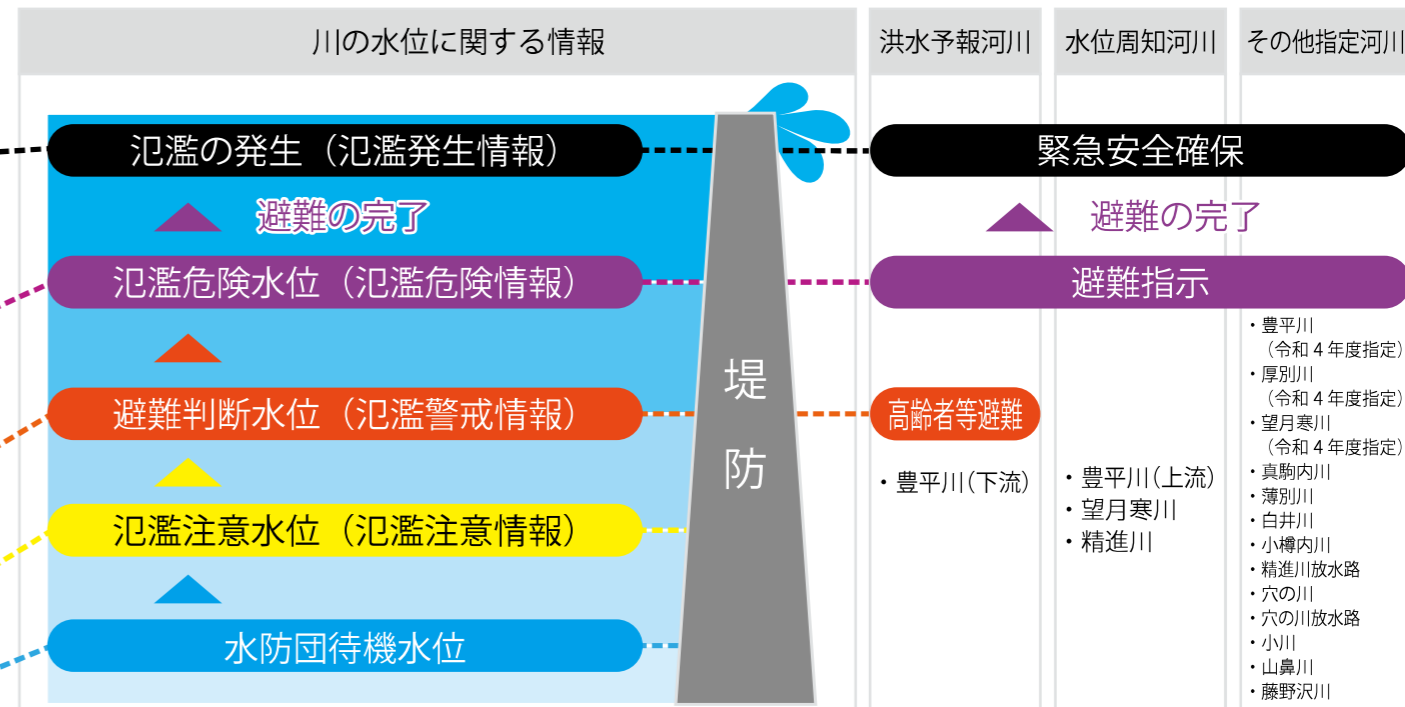 川の水位に関する情報
洪水予報河川
水位周知河川
その他指定河川
氾濫の発生（氾濫発生情報）
緊急安全確保
避難の完了
避難の完了
氾濫危険水位（氾濫危険情報）
避難指示
避難判断水位（氾濫警戒情報）
高齢者等避難
氾濫注意水位（氾濫注意情報）
水防団待機水位
堤防
・豊平川（下流）
・豊平川（上流）
・望月寒川
・精進川
・豊平川
（令和４年度指定）
・厚別川
（令和４年度指定）
・望月寒川
（令和４年度指定）
・真駒内川
・薄別川
・白井川
・小樽内川
・精進川放水路
・穴の川
・穴の川放水路
・小川
・山鼻川
・藤野沢川